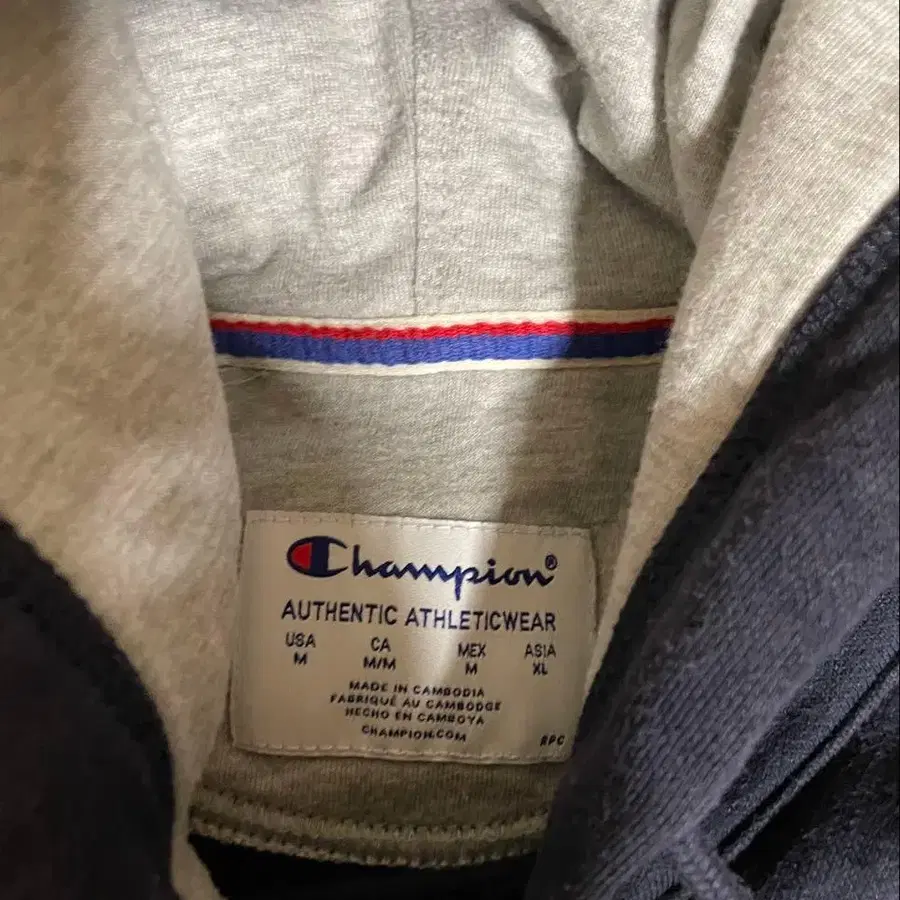 Champion®
AUTHENTIC ATHLETICWEAR
USA CA MEX ASIA
M M/M M XL
MADE IN CAMBODIA
FABRIQUÉ AU CAMBODGE
HECHO EN CAMBOYA
CHAMPION.COM
RPC